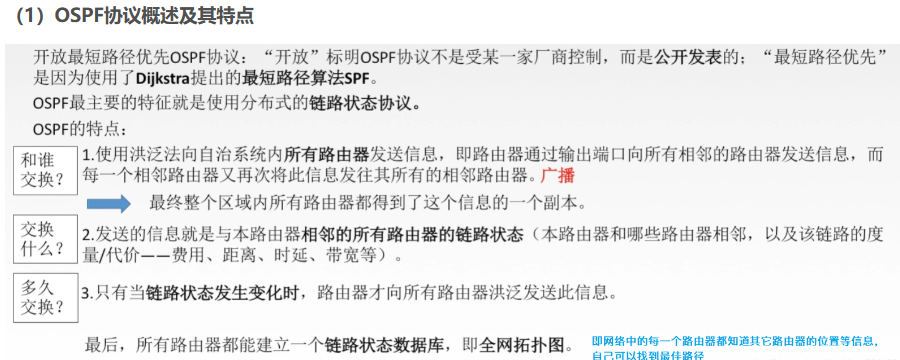 （1）OSPF协议概述及其特点
开放最短路径优先OSPF协议：“开放”标明OSPF协议不是受某一家厂商控制，而是公开发表的；“最短路径优先”
是因为使用了Dijkstra提出的最短路径算法SPF。
OSPF最主要的特征就是使用分布式的链路状态协议。
OSPF的特点：
和谁
交换？
1.使用洪泛法向自治系统内所有路由器发送信息，即路由器通过输出端口向所有相邻的路由器发送信息，而
每一个相邻路由器又再次将此信息发往其所有的相邻路由器。广播
最终整个区域内所有路由器都得到了这个信息的一个副本。
交换
什么？
2.发送的信息就是与本路由器相邻的所有路由器的链路状态（本路由器和哪些路由器相邻，以及该链路的度
量/代价——费用、距离、时延、带宽等）。
多久
交换？
3.只有当链路状态发生变化时，路由器才向所有路由器洪泛发送此信息。
最后，所有路由器都能建立一个链路状态数据库，即全网拓扑图。
即网络中的每一个路由器都知道其它路由器的位置等信息，
自己可以找到最佳路径